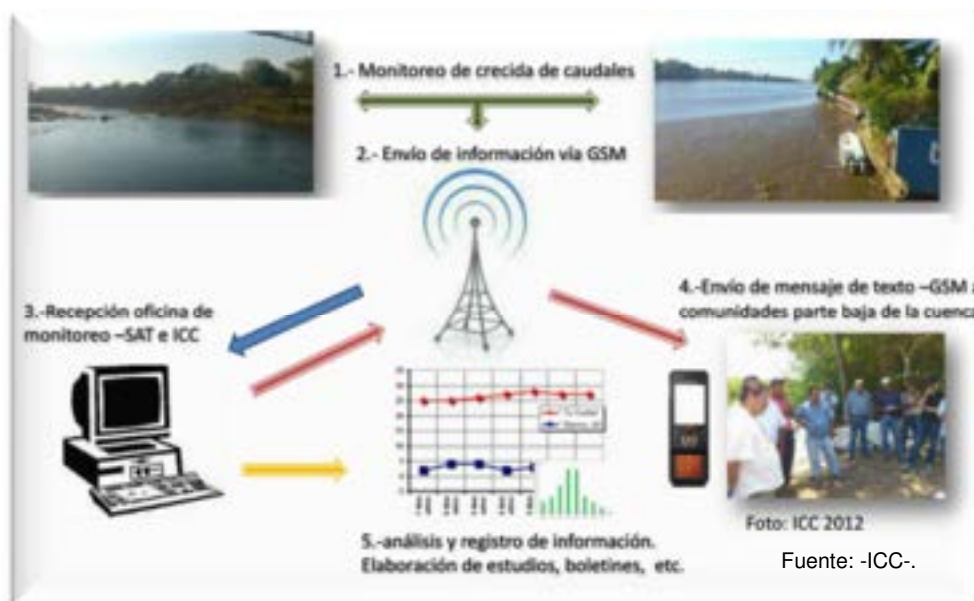 1.- Monitoreo de crecida de caudales
2.- Envío de información vía GSM
3.-Recepción oficina de
monitoreo –SAT e ICC
4.-Envío de mensaje de texto –GSM a
comunidades parte baja de la cuenca
Foto: ICC 2012
5.-análisis y registro de información.
Elaboración de estudios, boletines, etc.
Fuente: -ICC-.